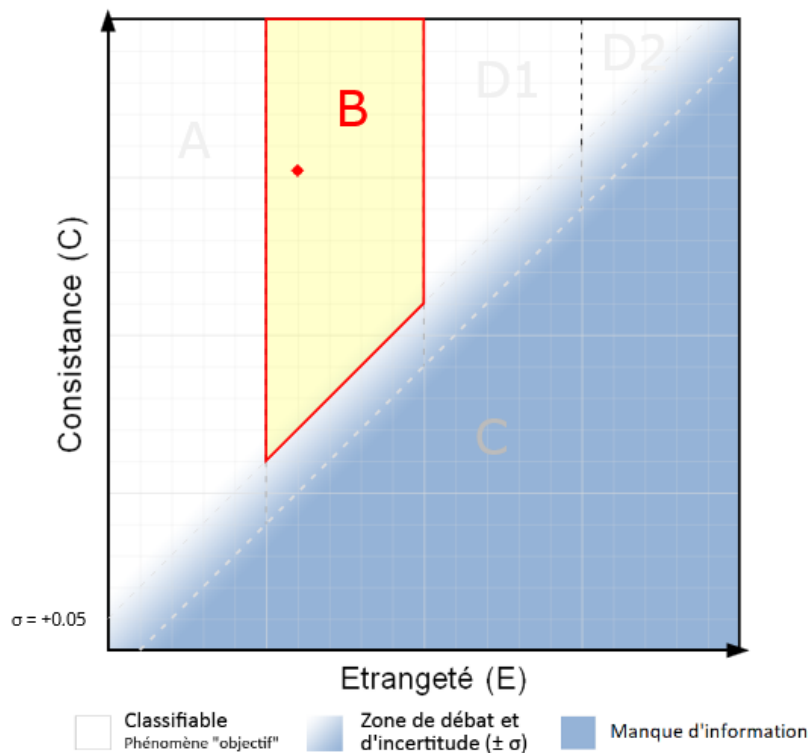 A
B
D1
D2
C
Consistance (C)
σ = +0.05
Etrangeté (E)
Classifiable
Phénomène "objectif"
Zone de débat et
d'incertitude (± σ)
Manque d'information